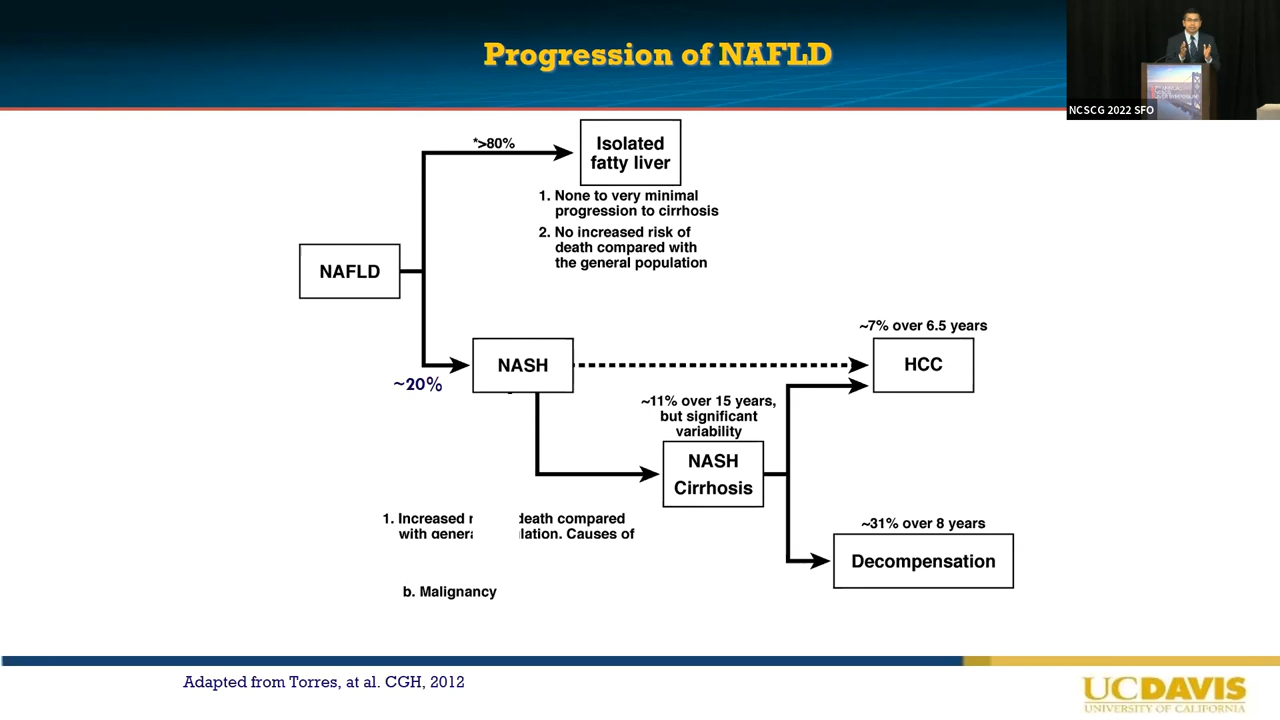 Progression of NAFLD
NCSCG 2022 SFO
*>80%
Isolated
fatty liver
1. None to very minimal
progression to cirrhosis
2. No increased risk of
death compared with
the general population
NAFLD
~20%
NASH
~7% over 6.5 years
HCC
~11% over 15 years,
but significant
variability
NASH
Cirrhosis
~31% over 8 years
Decompensation
1. Increased death compared
with Causes of
b. Malignancy
Adapted from Torres, at al. CGH, 2012
UCDAVIS
UNIVERSITY OF CALIFORNIA